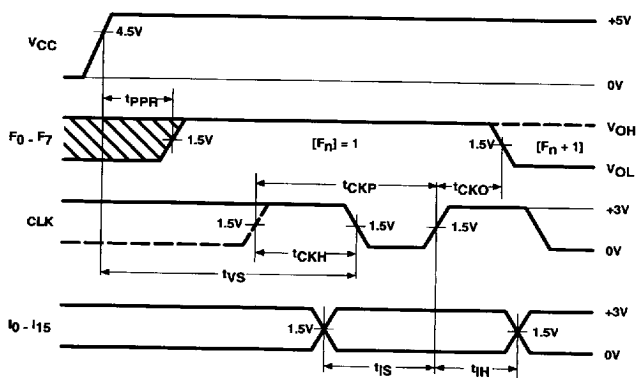 +5V
VCC
4.5V
0V
tPPR
VOH
F0 - F7
1.5V
[Fn] = 1
1.5V
[Fn + 1]
VOL
tCKP
tCKO
CLK
+3V
1.5V
1.5V
1.5V
tCKH
0V
tVS
+3V
I0 - I15
1.5V
1.5V
0V
tIS
tIH